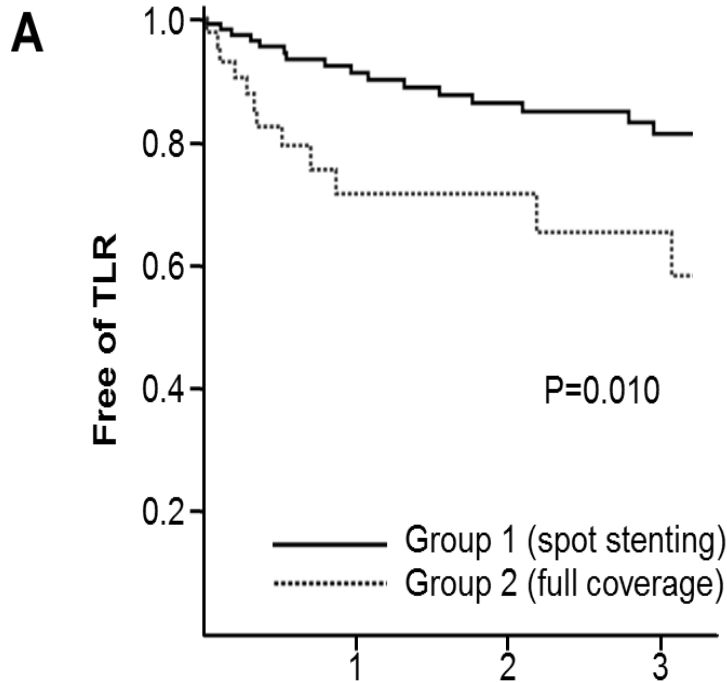 A
1.0
0.8
0.6
0.4
0.2
Free of TLR
P=0.010
Group 1 (spot stenting)
Group 2 (full coverage)
1
2
3